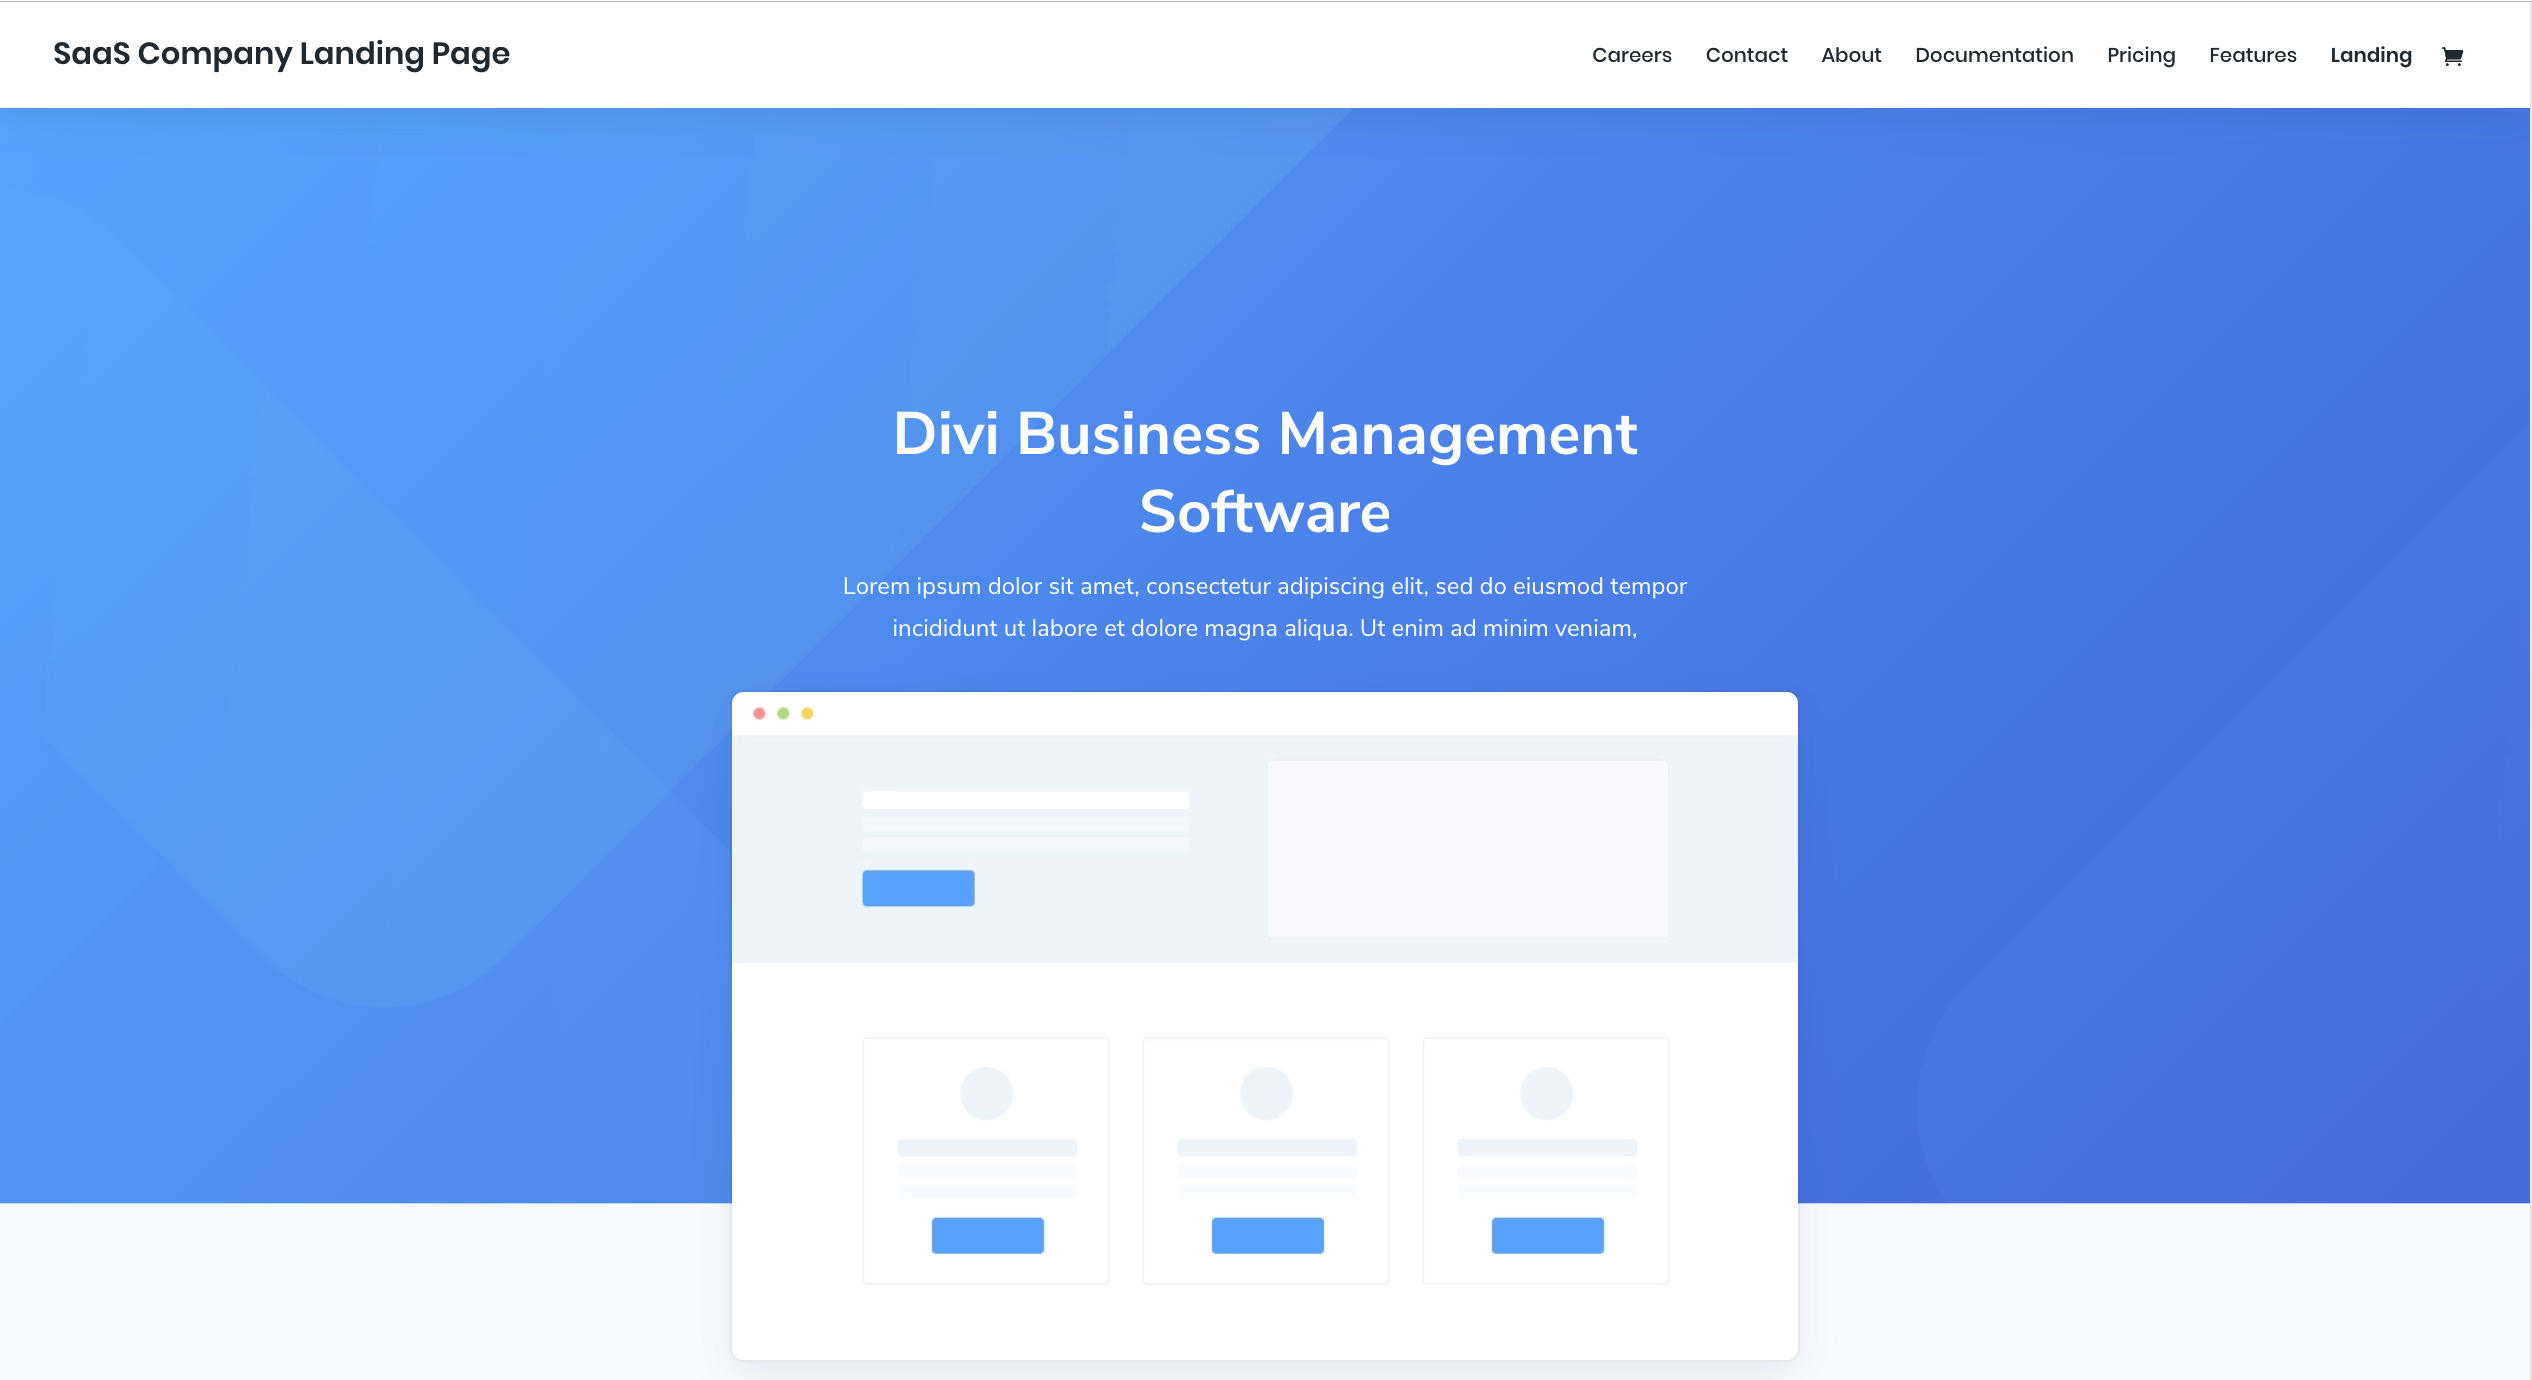 SaaS Company Landing Page
Careers Contact About Documentation Pricing Features Landing
Divi Business Management
Software
Lorem ipsum dolor sit amet, consectetur adipiscing elit, sed do eiusmod tempor
incididunt ut labore et dolore magna aliqua. Ut enim ad minim veniam,